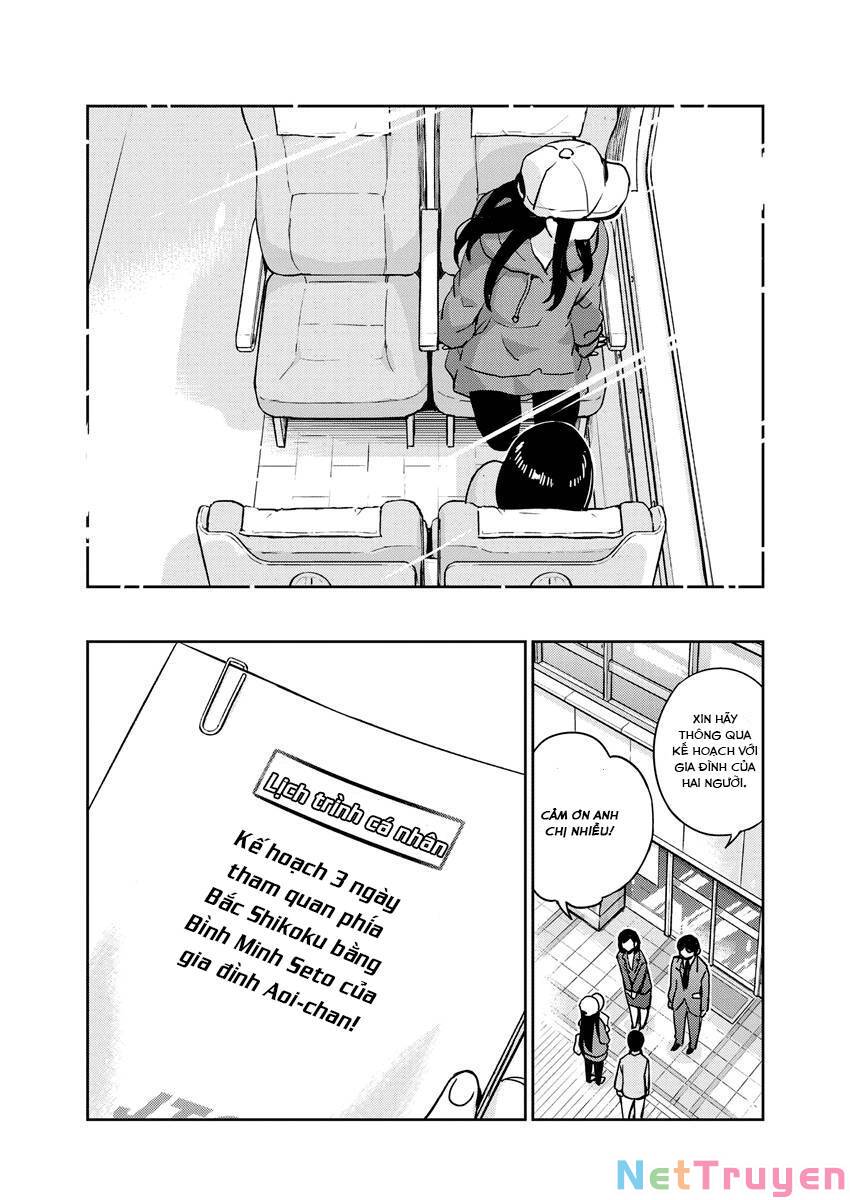 XIN HÃY
THÔNG QUA
KẾ HOẠCH VỚI
GIA ĐÌNH CỦA
HAI NGƯỜI.
CẢM ƠN ANH
CHỊ NHIỀU!
Lịch trình cá nhân
Kế hoạch 3 ngày
tham quan phía
Bắc Shikoku bằng
Bình Minh Seto của
gia đình Aoi-chan!
NetTruyen